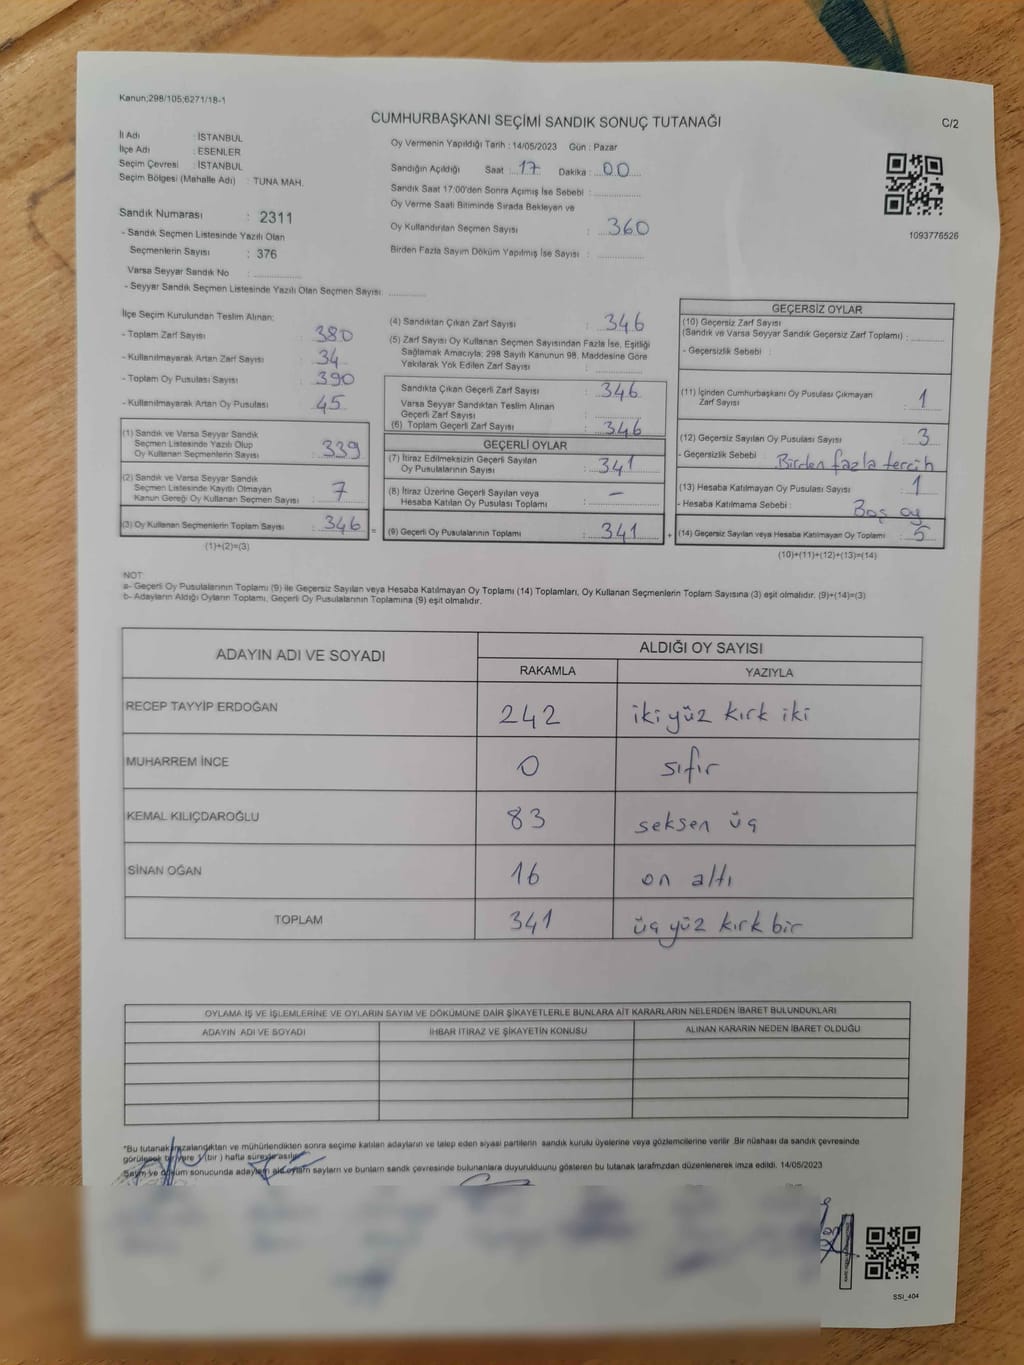 Kanun;298/105;6271/18-1
CUMHURBAŞKANI SEÇİMİ SANDIK SONUÇ TUTANAĞI
C/2
İl Adı : İSTANBUL
İlçe Adı : ESENLER
Seçim Çevresi : İSTANBUL
Seçim Bölgesi (Mahalle Adı) : TUNA MAH.
Sandık Numarası : 2311
- Sandık Seçmen Listesinde Yazılı Olan
Seçmenlerin Sayısı : 376
Varsa Seyyar Sandık No :
- Seyyar Sandık Seçmen Listesinde Yazılı Olan Seçmen Sayısı:
Oy Vermenin Yapıldığı Tarih : 14/05/2023 Gün : Pazar
Sandığın Açıldığı Saat : 17 Dakika : 00
Sandık Saat 17:00'den Sonra Açımış İse Sebebi :
Oy Verme Saati Bitiminde Sırada Bekleyen ve
Oy Kullandırılan Seçmen Sayısı : 360
Birden Fazla Sayım Döküm Yapılmış İse Sayısı :
1093776526
İlçe Seçim Kurulundan Teslim Alınan:
- Toplam Zarf Sayısı : 380
- Kullanılmayarak Artan Zarf Sayısı : 34
- Toplam Oy Pusulası Sayısı : 390
- Kullanılmayarak Artan Oy Pusulası : 45
(1) Sandık ve Varsa Seyyar Sandık
Seçmen Listesinde Yazılı Olup
Oy Kullanan Seçmenlerin Sayısı : 339
(2) Sandık ve Varsa Seyyar Sandık
Seçmen Listesinde Kayıtlı Olmayan
Kanun Gereği Oy Kullanan Seçmen Sayısı : 7
(3) Oy Kullanan Seçmenlerin Toplam Sayısı : 346 =
(1)+(2)=(3)
(4) Sandıktan Çıkan Zarf Sayısı : 346
(5) Zarf Sayısı Oy Kullanan Seçmen Sayısından Fazla İse, Eşitliği
Sağlamak Amacıyla; 298 Sayılı Kanunun 98. Maddesine Göre
Yakılarak Yok Edilen Zarf Sayısı :
Sandıkta Çıkan Geçerli Zarf Sayısı : 346
Varsa Seyyar Sandıktan Teslim Alınan
Geçerli Zarf Sayısı :
(6) Toplam Geçerli Zarf Sayısı : 346
GEÇERLİ OYLAR
(7) İtiraz Edilmeksizin Geçerli Sayılan
Oy Pusulalarının Sayısı : 341
(8) İtiraz Üzerine Geçerli Sayılan veya
Hesaba Katılan Oy Pusulası Toplamı : -
(9) Geçerli Oy Pusulalarının Toplamı : 341 +
GEÇERSİZ OYLAR
(10) Geçersiz Zarf Sayısı
(Sandık ve Varsa Seyyar Sandık Geçersiz Zarf Toplamı) :
- Geçersizlik Sebebi :
(11) İçinden Cumhurbaşkanı Oy Pusulası Çıkmayan
Zarf Sayısı : 1
(12) Geçersiz Sayılan Oy Pusulası Sayısı : 3
- Geçersizlik Sebebi : Birden fazla tercih
(13) Hesaba Katılmayan Oy Pusulası Sayısı : 1
- Hesaba Katılmama Sebebi : Boş oy
(14) Geçersiz Sayılan veya Hesaba Katılmayan Oy Toplamı : 5
(10)+(11)+(12)+(13)=(14)
NOT:
a- Geçerli Oy Pusulalarının Toplamı (9) ile Geçersiz Sayılan veya Hesaba Katılmayan Oy Toplamı (14) Toplamları, Oy Kullanan Seçmenlerin Toplam Sayısına (3) eşit olmalıdır. (9)+(14)=(3)
b- Adayların Aldığı Oyların Toplamı, Geçerli Oy Pusulalarının Toplamına (9) eşit olmalıdır.
ADAYIN ADI VE SOYADI
ALDIĞI OY SAYISI
RAKAMLA YAZIYLA
RECEP TAYYİP ERDOĞAN 242 iki yüz kırk iki
MUHARREM İNCE 0 sıfır
KEMAL KILIÇDAROĞLU 83 seksen üç
SİNAN OĞAN 16 on altı
TOPLAM 341 üç yüz kırk bir
OYLAMA İŞ VE İŞLEMLERİNE VE OYLARIN SAYIM VE DÖKÜMÜNE DAİR ŞİKAYETLERLE BUNLARA AİT KARARLARIN NELERDEN İBARET BULUNDUKLARI
ADAYIN ADI VE SOYADI İHBAR İTİRAZ VE ŞİKAYETİN KONUSU ALINAN KARARIN NEDEN İBARET OLDUĞU
*Bu tutanak imzalandıktan ve mühürlendikten sonra seçime katılan adayların ve talep eden siyasi partilerin sandık kurulu üyelerine veya gözlemcilerine verilir. Bir nüshası da sandık çevresinde
görülecek bir yere 1 (bir) hafta süreyle asılır.
Sayım ve döküm sonucunda adayların aldığı oyların sayıların ve bunların sandık çevresinde bulunanlara duyurulduunu gösteren bu tutanak tarafımızdan düzenlenerek imza edildi. 14/05/2023
SSI_404